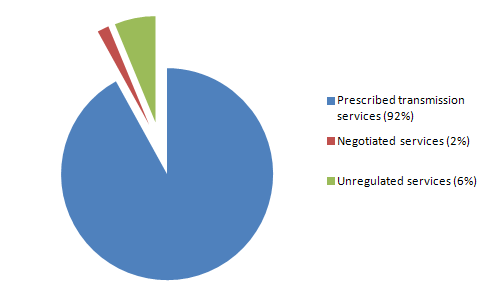 Prescribed transmission
services (92%)
Negotiated services (2%)
Unregulated services (6%)